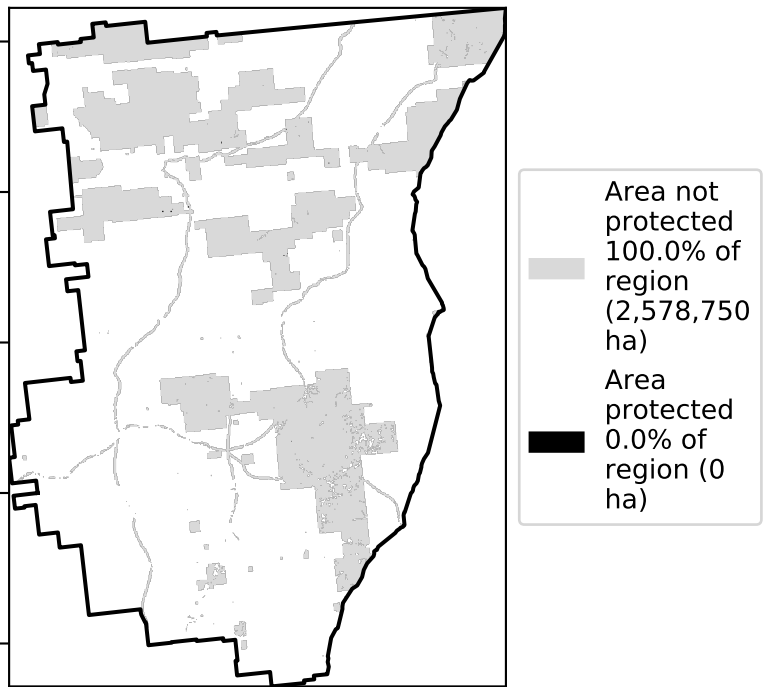 Area not
protected
100.0% of
region
(2,578,750
ha)
Area
protected
0.0% of
region (0
ha)